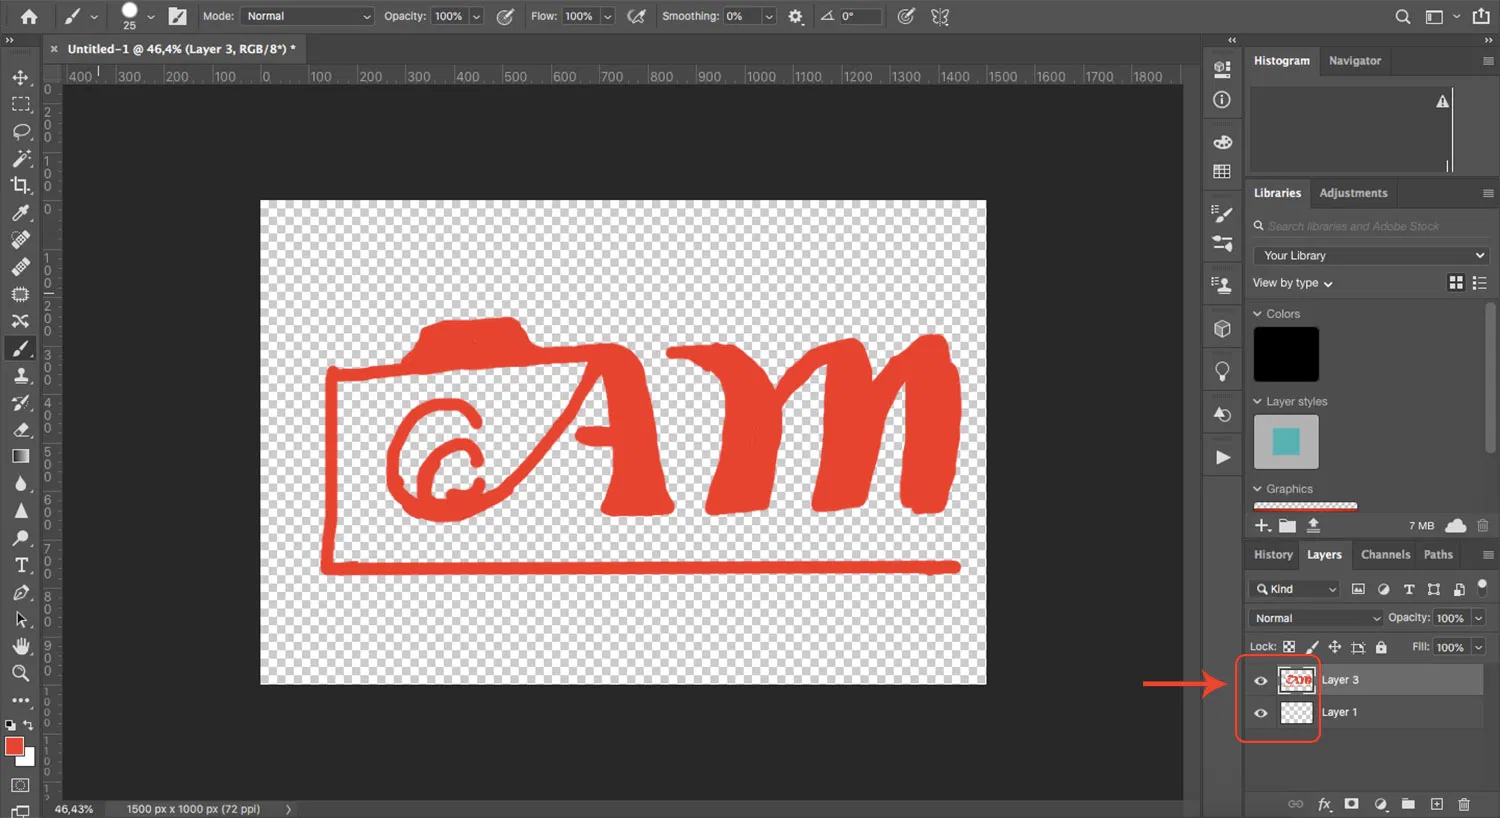 Mode: Normal Opacity: 100% Flow: 100% Smoothing: 0% 0°
25
Untitled-1 @ 46,4% (Layer 3, RGB/8*) *
400 300 200 100 0 100 200 300 400 500 600 700 800 900 1000 1100 1200 1300 1400 1500 1600 1700 1800
Histogram Navigator
Libraries Adjustments
Search libraries and Adobe Stock
Your Library
View by type
Colors
Layer styles
Graphics
7 MB
cAm
History Layers Channels Paths
Kind
Normal Opacity: 100%
Lock: Fill: 100%
Layer 3
Layer 1
46,43% 1500 px x 1000 px (72 ppi)
fx